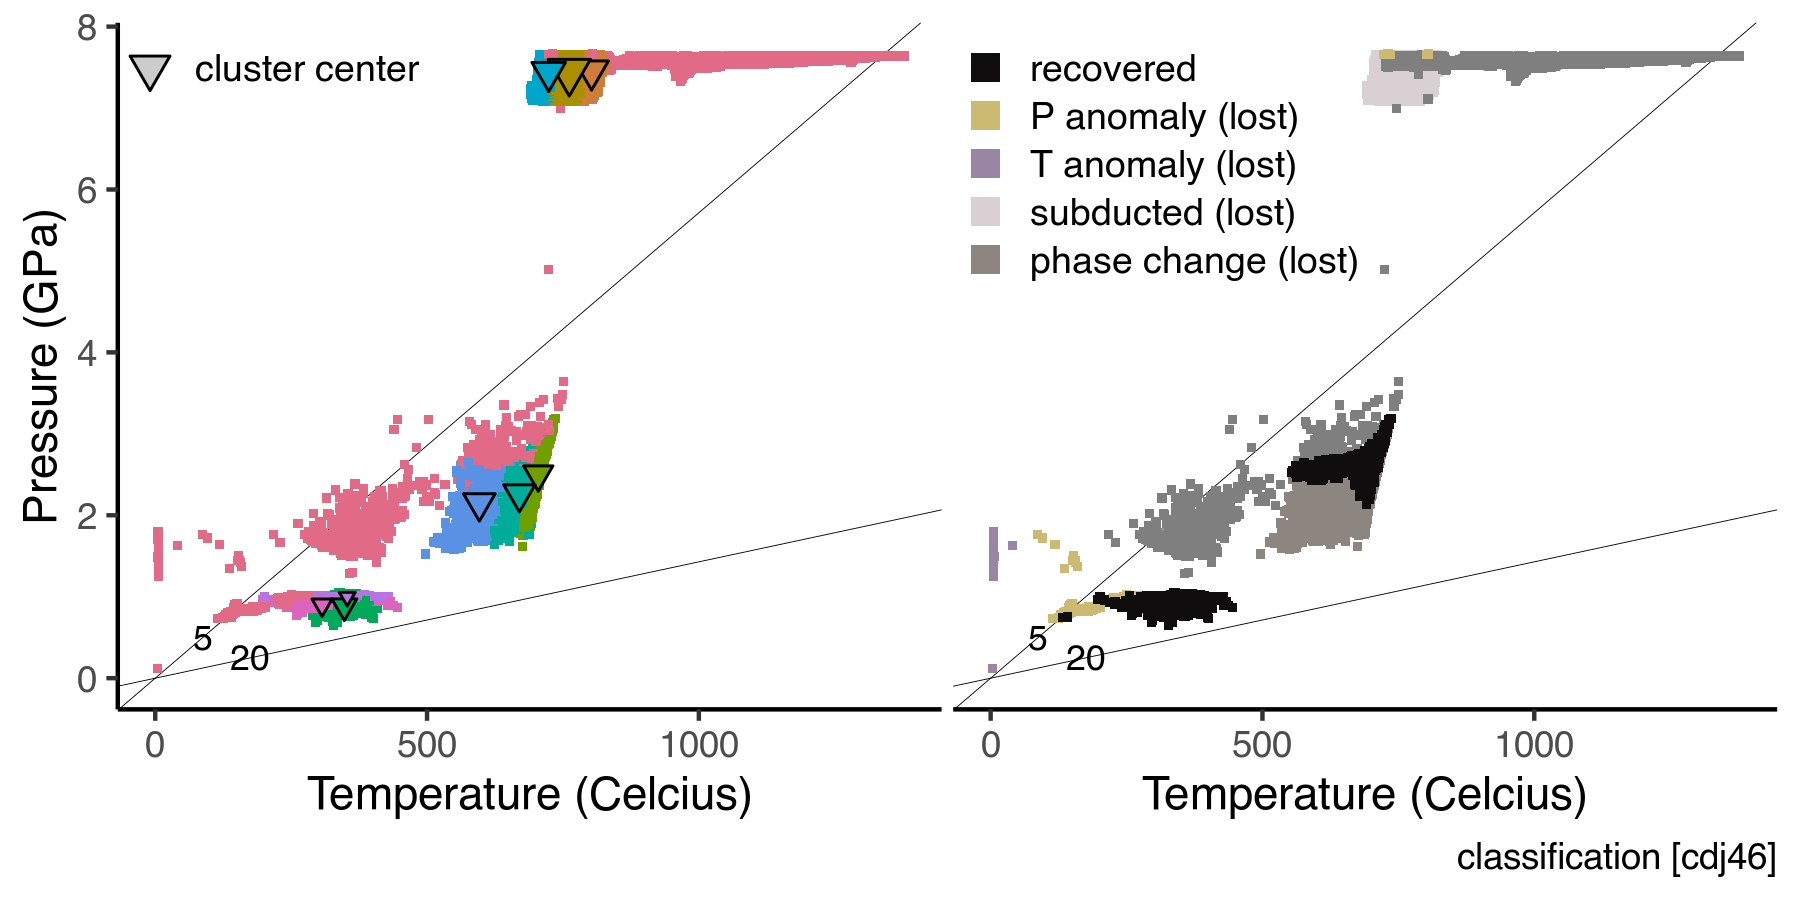 cluster center
recovered
P anomaly (lost)
T anomaly (lost)
subducted (lost)
phase change (lost)
Pressure (GPa)
8
6
4
2
0
5
20
5
20
0
500
1000
0
500
1000
Temperature (Celcius)
Temperature (Celcius)
classification [cdj46]